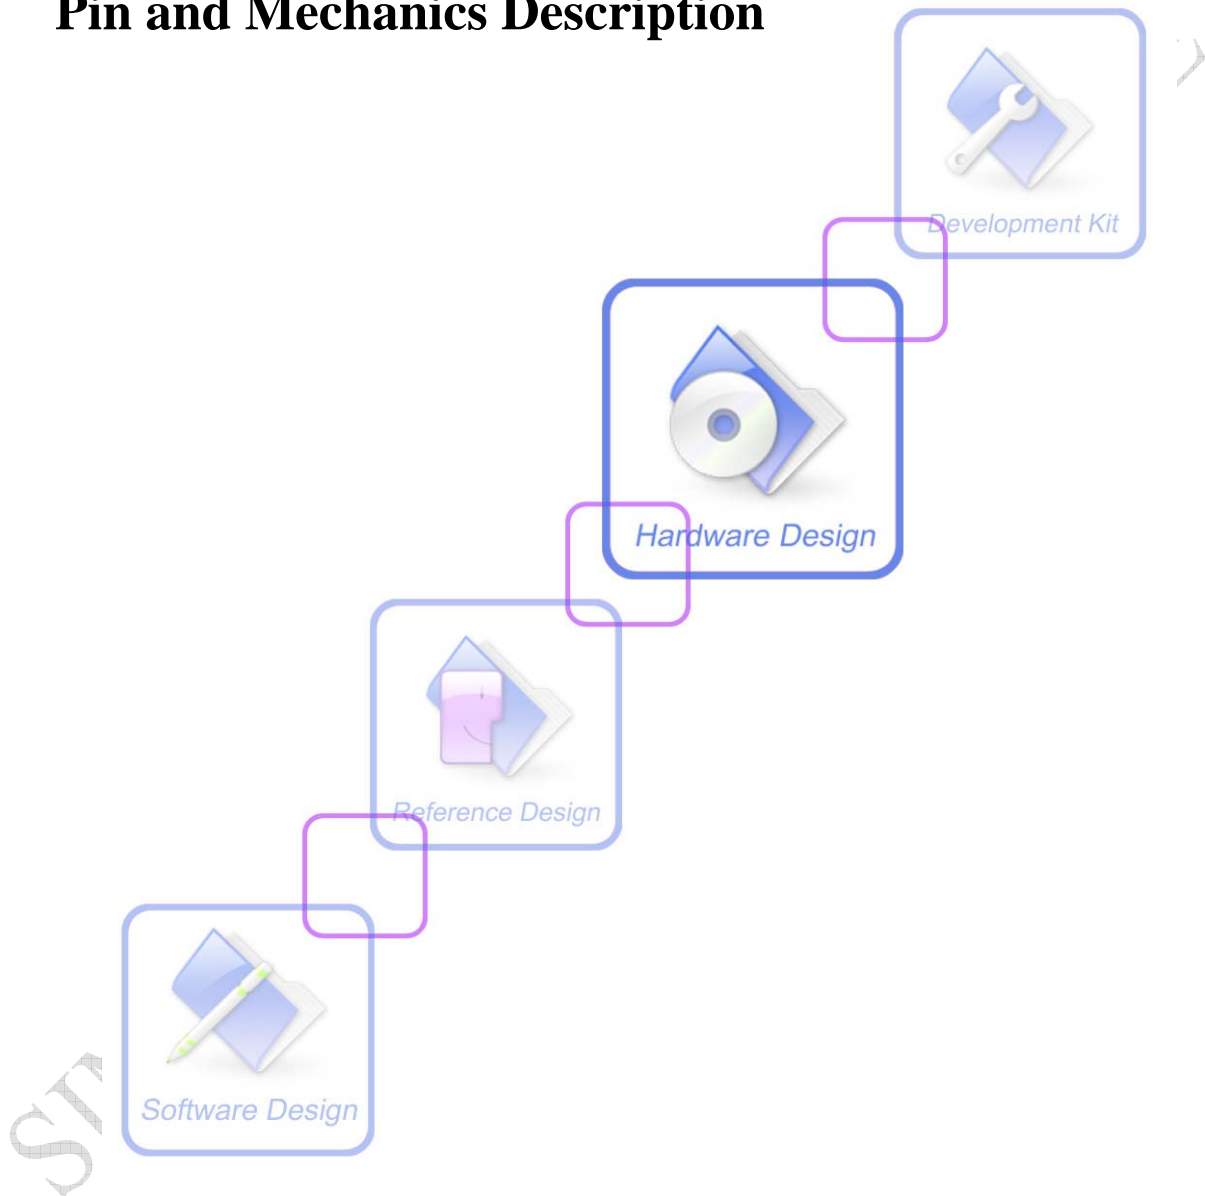 Pin and Mechanics Description
Development Kit
Hardware Design
Reference Design
Software Design